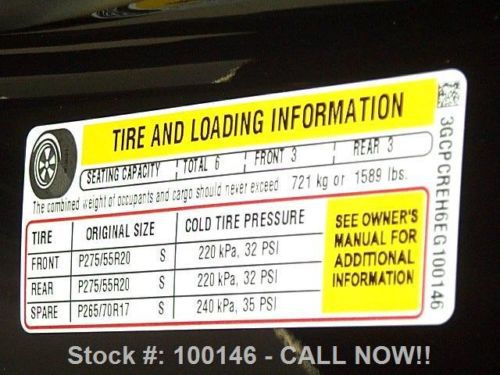 TIRE AND LOADING INFORMATION
SEATING CAPACITY TOTAL 6 FRONT 3 REAR 3
The combined weight of occupants and cargo should never exceed 721 kg or 1589 lbs.
TIRE ORIGINAL SIZE COLD TIRE PRESSURE
FRONT P275/55R20 S 220 kPa, 32 PSI
REAR P275/55R20 S 220 kPa, 32 PSI
SPARE P265/70R17 S 240 kPa, 35 PSI
SEE OWNER'S
MANUAL FOR
ADDITIONAL
INFORMATION
3GCPCREH6EG100146
Stock #: 100146 - CALL NOW!!